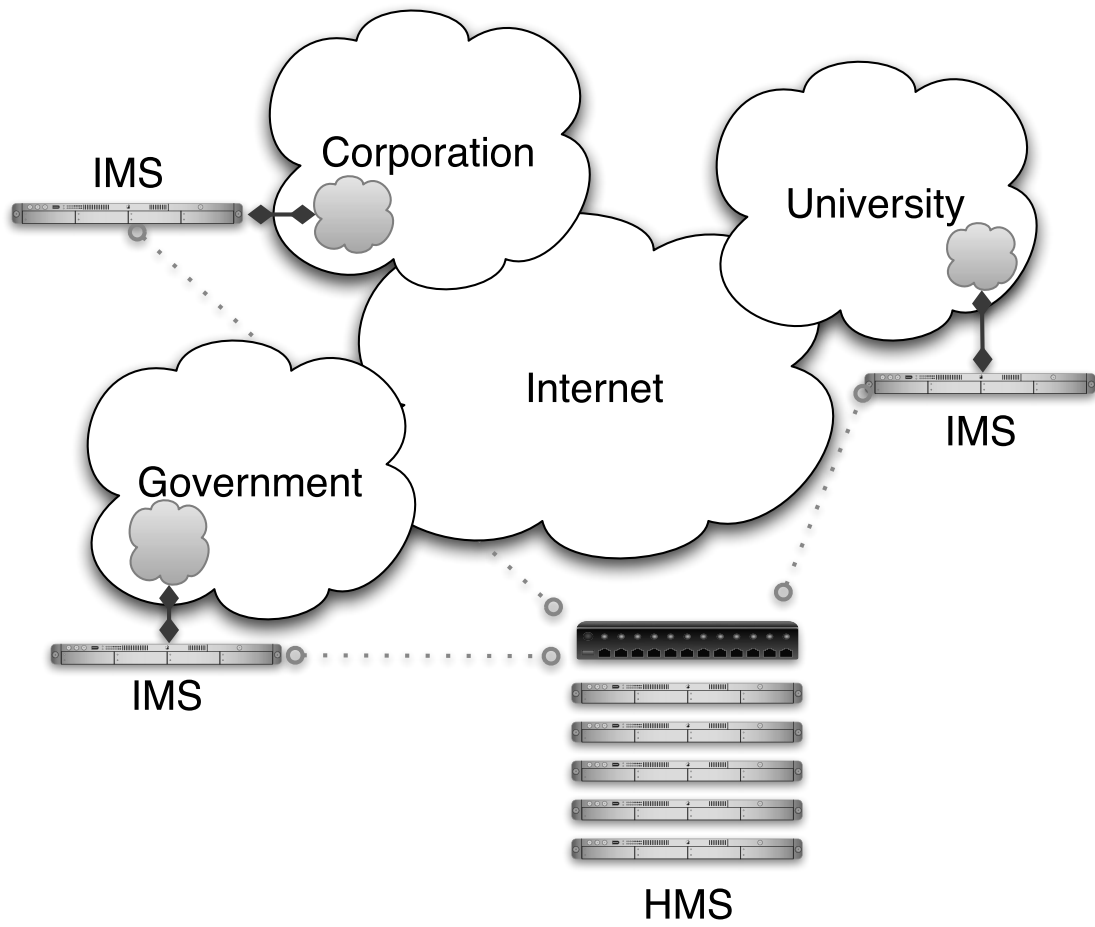 Corporation
IMS
University
Internet
IMS
Government
IMS
HMS